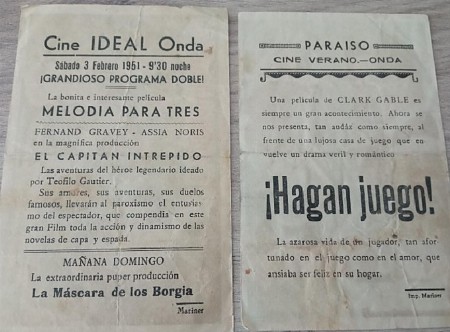 Cine IDEAL Onda
Sábado 3 Febrero 1951 - 9'30 noche
¡GRANDIOSO PROGRAMA DOBLE!
La bonita e interesante película
MELODIA PARA TRES
FERNAND GRAVEY - ASSIA NORIS
en la magnífica producción
EL CAPITAN INTREPIDO
Las aventuras del héroe legendario ideado
por Teofilo Gautier.
Sus amores, sus aventuras, sus duelos
famosos, llevarán al paroxismo el entusias
mo del espectador, que compendia en este
gran Film toda la acción y dinamismo de las
novelas de capa y espada.
MAÑANA DOMINGO
La extraordinaria puper producción
La Máscara de los Borgia
Matiner
PARAISO
CINE VERANO.—ONDA
Una película de CLARK GABLE es
siempre un gran acontecimiento. Ahora se
nos presenta, tan audáz como siempre, al
frente de una lujosa casa de juego que en
vuelve un drama veril y romántico
¡Hagan juego!
La azarosa vida de un jugador, tan afor
tunado en el juego como en el amor, que
ansiaba ser feliz en su hogar.
Imp. Matiner